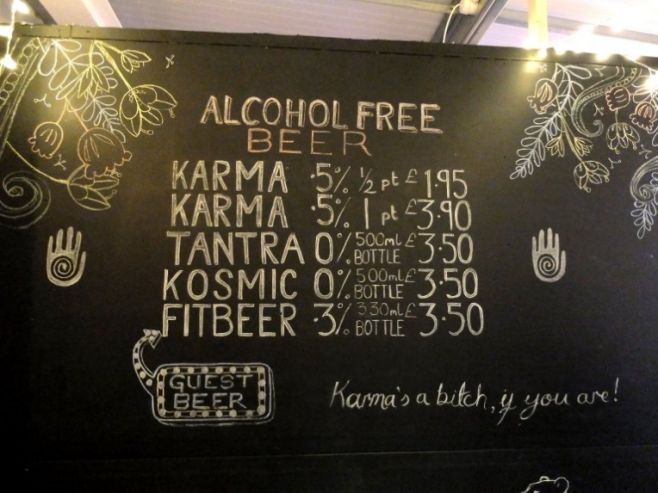 ALCOHOL FREE
BEER
KARMA .5% ½ pt £1.95
KARMA .5% 1 pt £3.90
TANTRA 0% 500ml BOTTLE £3.50
KOSMIC 0% 500ml BOTTLE £3.50
FITBEER .3% 330ml BOTTLE £3.50
GUEST
BEER
Karma's a bitch, if you are!